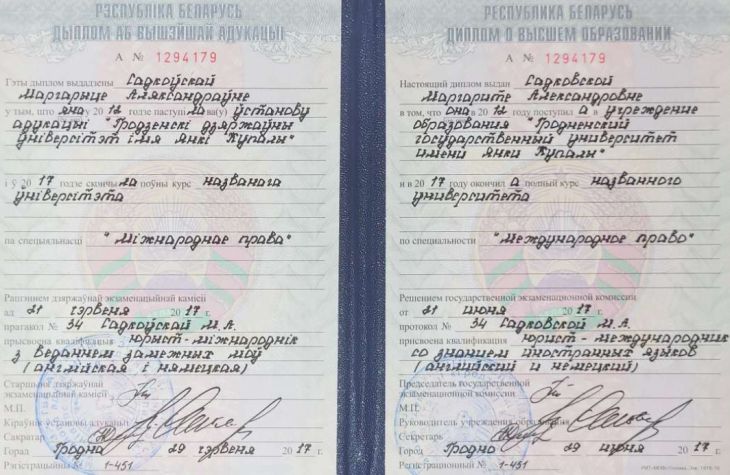 РЭСПУБЛІКА БЕЛАРУСЬ
ДЫПЛОМ АБ ВЫШЭЙШАЙ АДУКАЦЫІ
А № 1294179
Гэты дыплом выдадзены Садкоўскай
Маргарыце Аляксандраўне
у тым, што яна ў 2012 годзе паступіла ва(у) ўстанову
адукацыі "Гродзенскі дзяржаўны
ўніверсітэт імя Янкі Купалы"
і ў 2017 годзе скончыла поўны курс названага
ўніверсітэта
па спецыяльнасці "Міжнароднае права"
Рашэннем дзяржаўнай экзаменацыйнай камісіі
ад 21 чэрвеня 2017 г.
пратакол № 34 Садкоўскай М.А.
прысвоена кваліфікацыя юрыст-міжнароднік
з веданнем замежных моў
(англійская і нямецкая)
Старшыня дзяржаўнай
экзаменацыйнай камісіі
М.П.
Кіраўнік установы адукацыі
Сакратар
Горад Гродна 29 чэрвеня 2017 г.
Рэгістрацыйны № 1-451
РЕСПУБЛИКА БЕЛАРУСЬ
ДИПЛОМ О ВЫСШЕМ ОБРАЗОВАНИИ
А № 1294179
Настоящий диплом выдан Садковской
Маргарите Александровне
в том, что она в 2012 году поступила в учреждение
образования "Гродненский
государственный университет
имени Янки Купалы"
и в 2017 году окончила полный курс названного
университета
по специальности "Международное право"
Решением государственной экзаменационной комиссии
от 21 июня 2017 г.
протокол № 34 Садковской М.А.
присвоена квалификация юрист-международник
со знанием иностранных языков
(английский и немецкий)
Председатель государственной
экзаменационной комиссии
М.П.
Руководитель учреждения образования
Секретарь
Город Гродно 29 июня 2017 г.
Регистрационный № 1-451